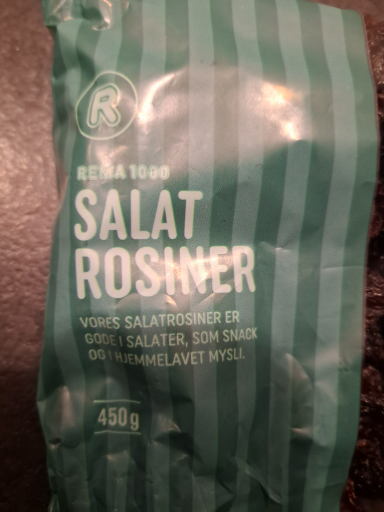 R
REMA 1000
SALAT
ROSINER
VORES SALATROSINER ER
GODE I SALATER, SOM SNACK
OG I HJEMMELAVET MYSLI.
450g